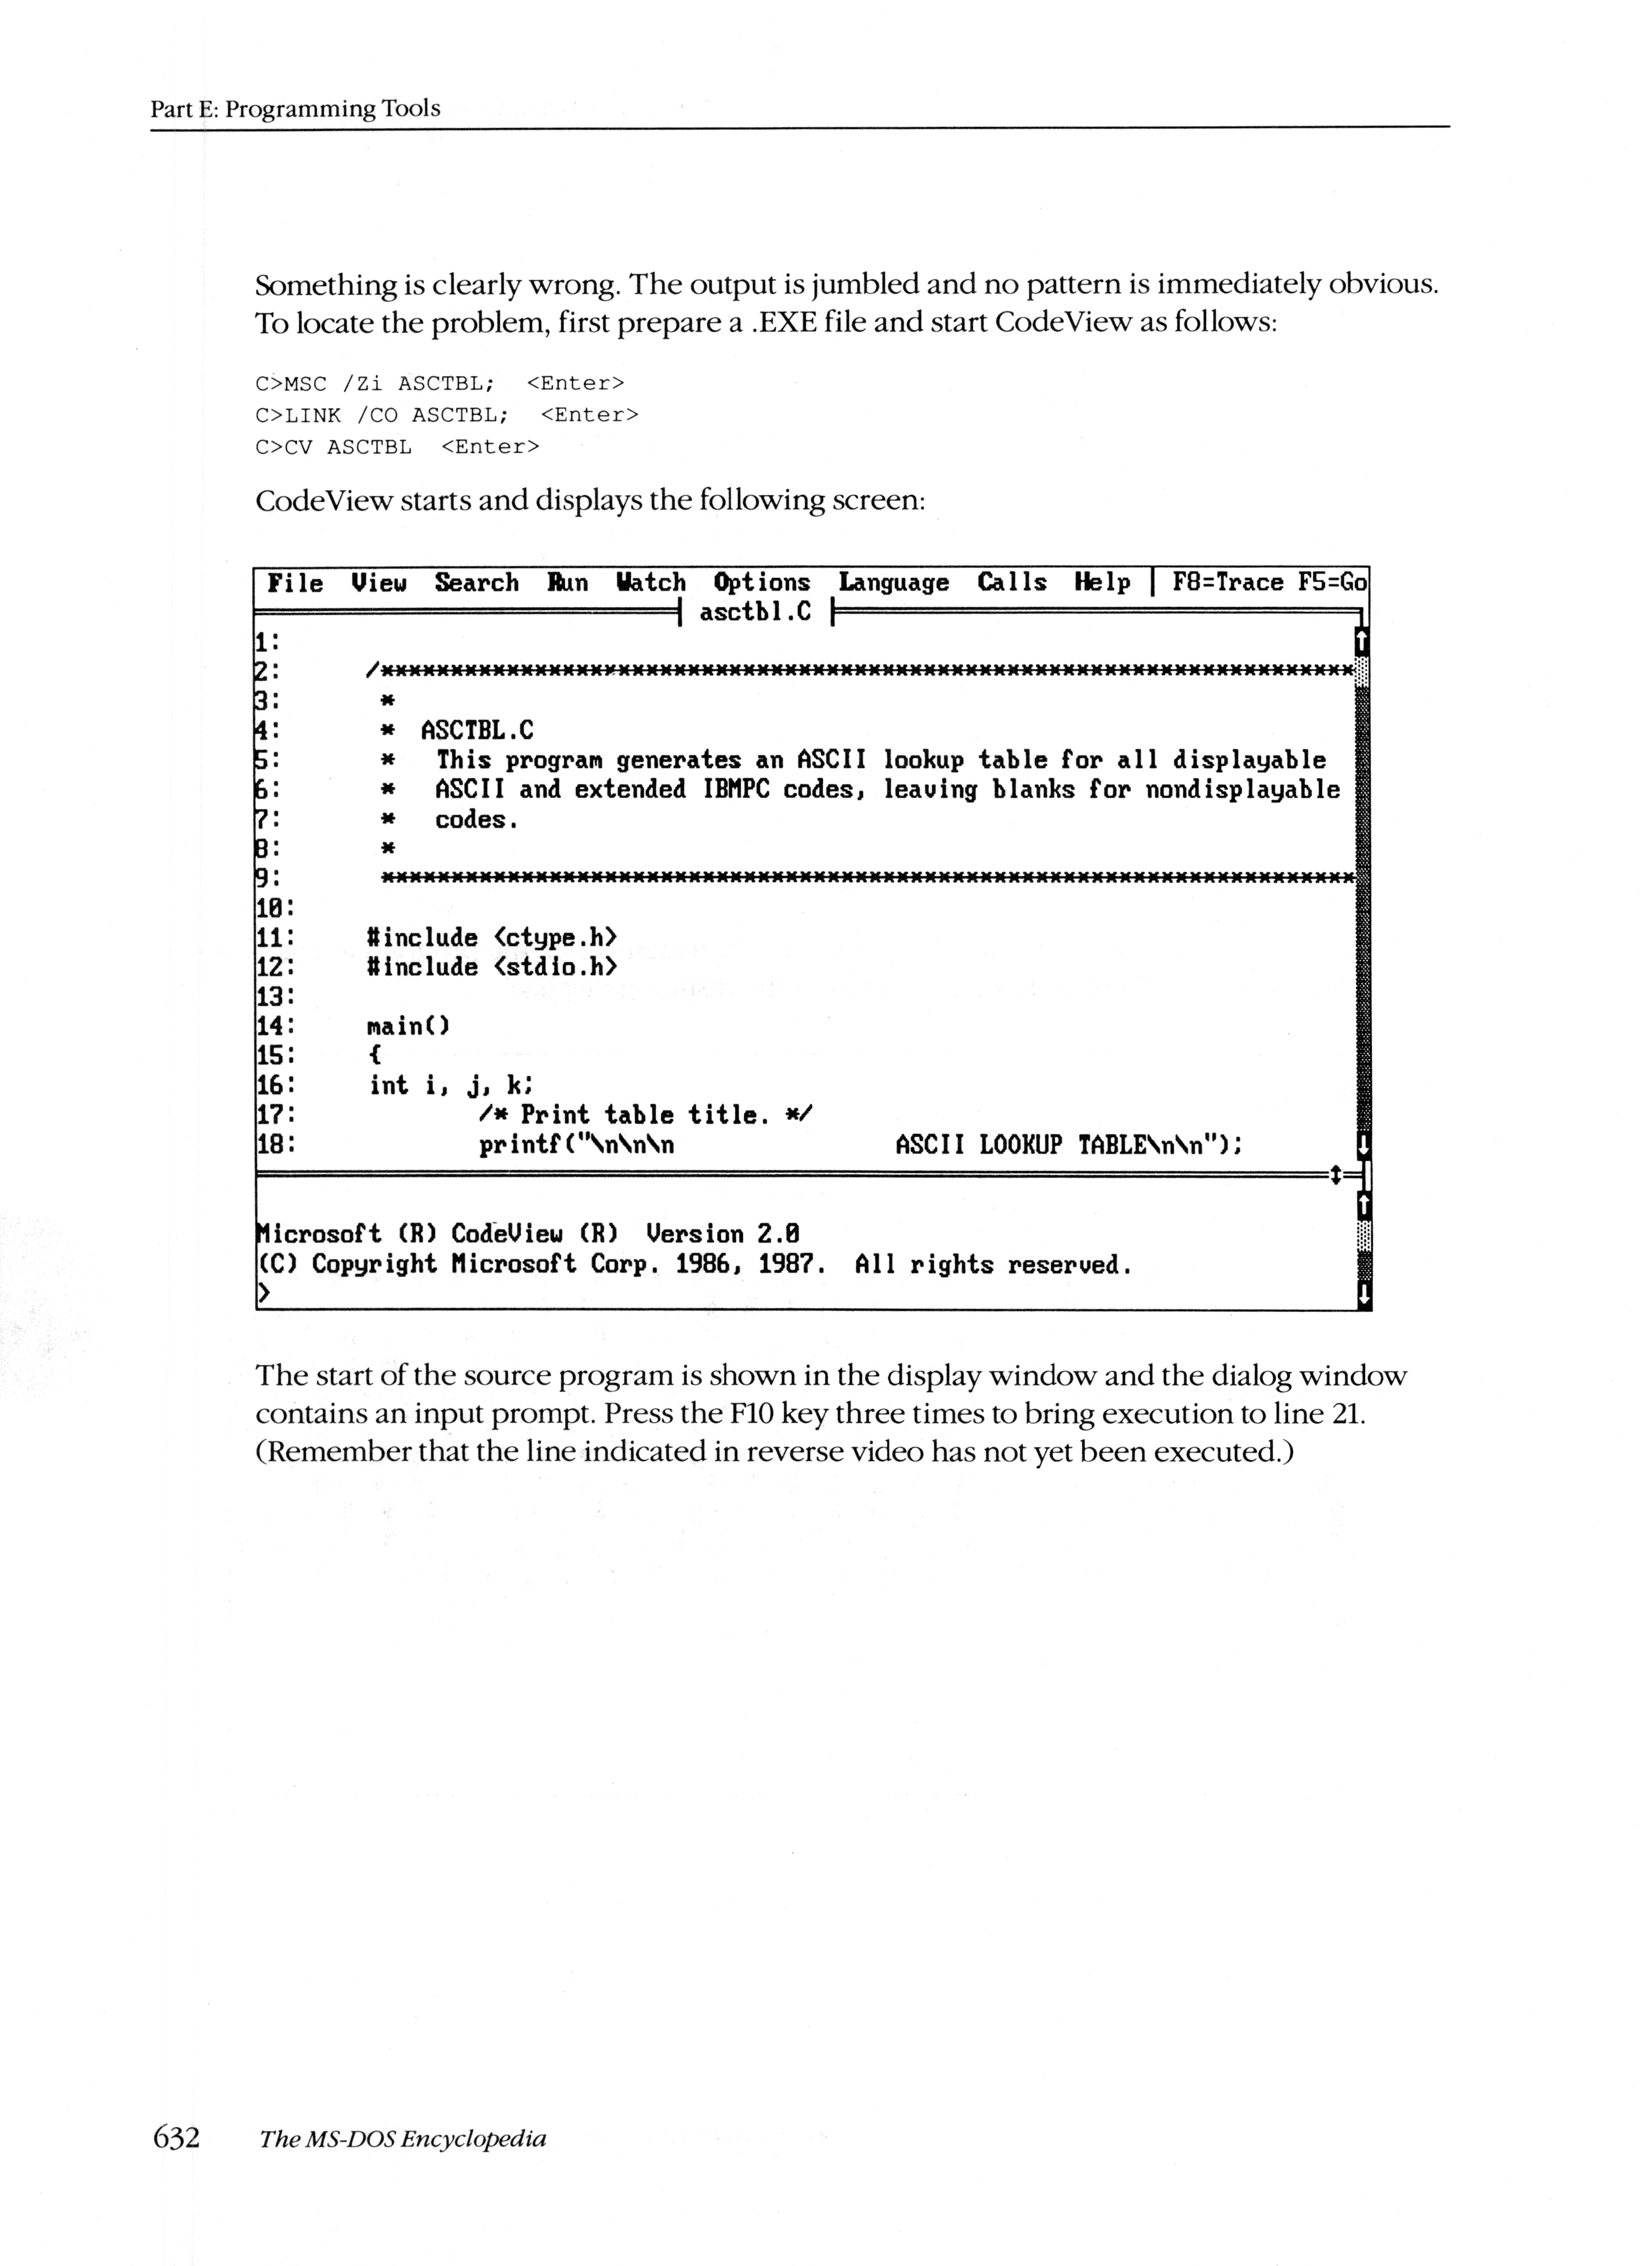 Part E: Programming Tools
Something is clearly wrong. The output is jumbled and no pattern is immediately obvious.
To locate the problem, first prepare a .EXE file and start CodeView as follows:
C>MSC /Zi ASCTBL;  <Enter>
C>LINK /CO ASCTBL;  <Enter>
C>CV ASCTBL  <Enter>
CodeView starts and displays the following screen:
File  View  Search  Run  Watch  Options  Language  Calls  Help | F8=Trace F5=Go
asctbl.C
1:
2:      /**********************************************************************
3:       *
4:       *  ASCTBL.C
5:       *   This program generates an ASCII lookup table for all displayable
6:       *   ASCII and extended IBMPC codes, leaving blanks for nondisplayable
7:       *   codes.
8:       *
9:       **********************************************************************
10:
11:     #include <ctype.h>
12:     #include <stdio.h>
13:
14:     main()
15:     {
16:     int i, j, k;
17:             /* Print table title. */
18:             printf("\n\n\n                ASCII LOOKUP TABLE\n\n");
Microsoft (R) CodeView (R)  Version 2.0
(C) Copyright Microsoft Corp. 1986, 1987.  All rights reserved.
>
The start of the source program is shown in the display window and the dialog window
contains an input prompt. Press the F10 key three times to bring execution to line 21.
(Remember that the line indicated in reverse video has not yet been executed.)
632    The MS-DOS Encyclopedia